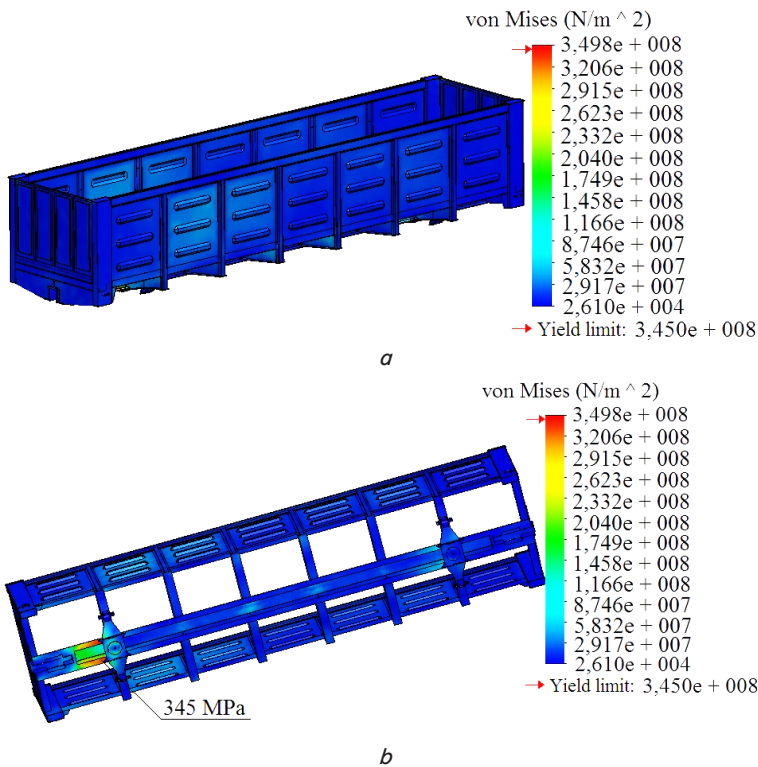 von Mises (N/m ^ 2)
3,498e + 008
3,206e + 008
2,915e + 008
2,623e + 008
2,332e + 008
2,040e + 008
1,749e + 008
1,458e + 008
1,166e + 008
8,746e + 007
5,832e + 007
2,917e + 007
2,610e + 004
Yield limit: 3,450e + 008
a
von Mises (N/m ^ 2)
3,498e + 008
3,206e + 008
2,915e + 008
2,623e + 008
2,332e + 008
2,040e + 008
1,749e + 008
1,458e + 008
1,166e + 008
8,746e + 007
5,832e + 007
2,917e + 007
2,610e + 004
Yield limit: 3,450e + 008
345 MPa
b